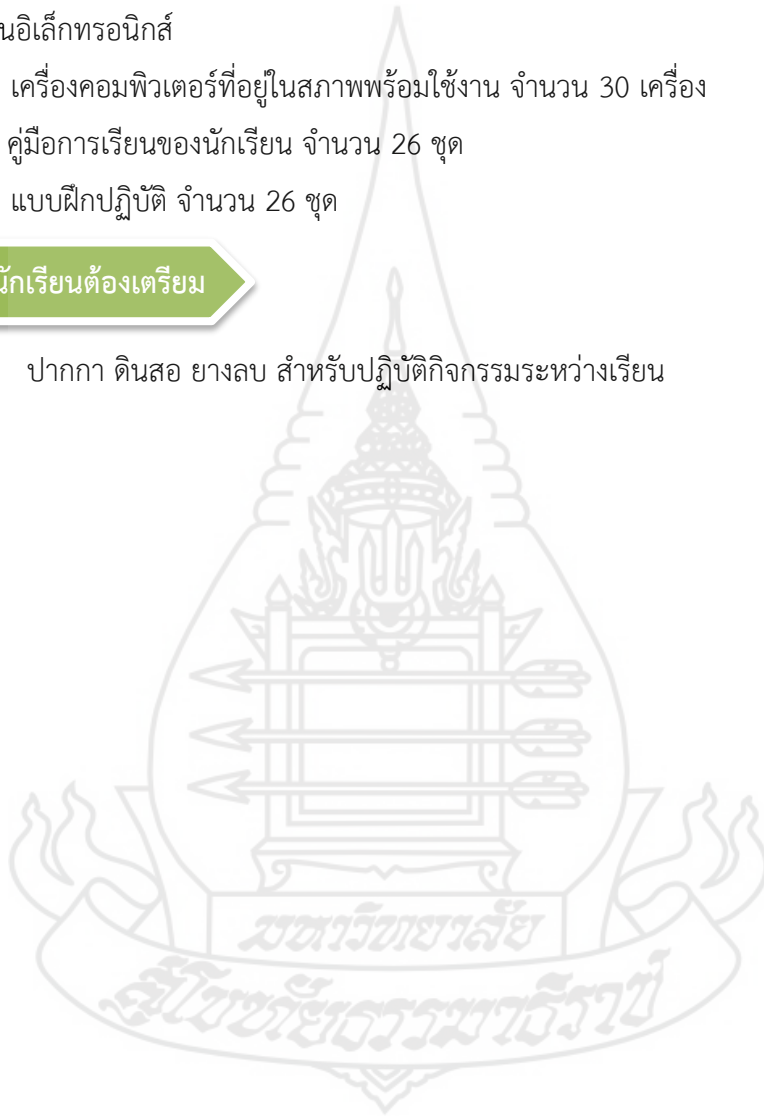 นอิเล็กทรอนิกส์
เครื่องคอมพิวเตอร์ที่อยู่ในสภาพพร้อมใช้งาน จำนวน 30 เครื่อง
คู่มือการเรียนของนักเรียน จำนวน 26 ชุด
แบบฝึกปฏิบัติ จำนวน 26 ชุด
นักเรียนต้องเตรียม
ปากกา ดินสอ ยางลบ สำหรับปฏิบัติกิจกรรมระหว่างเรียน
มหาวิทยาลัย
สุโขทัยธรรมาธิราช